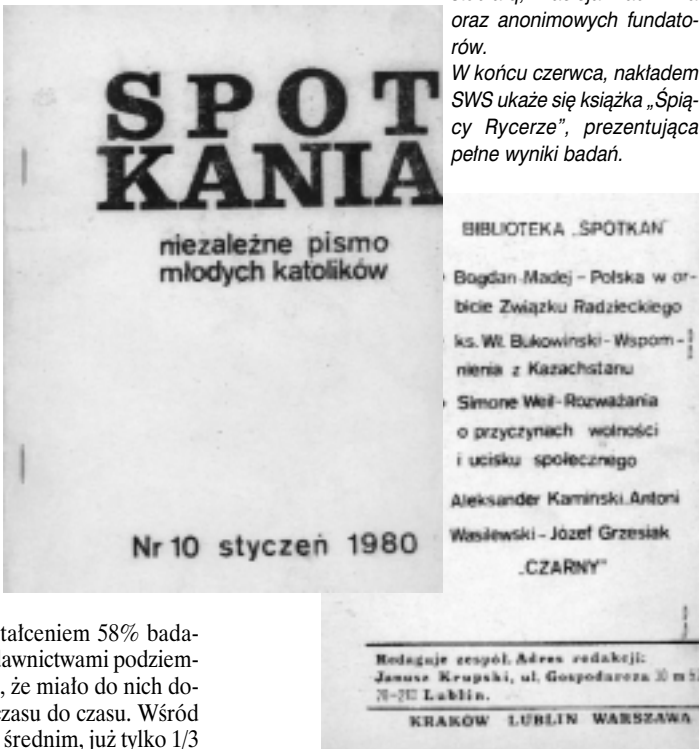 oraz anonimowych fundato-
rów.
W końcu czerwca, nakładem
SWS ukaże się książka „Śpią-
cy Rycerze”, prezentująca
pełne wyniki badań.
SPOT
KANIA
niezależne pismo
młodych katolików
Nr 10 styczeń 1980
BIBLIOTEKA „SPOTKAŃ”
Bogdan Madej - Polska w or-
bicie Związku Radzieckiego
ks. Wł. Bukowiński - Wspom-
nienia z Kazachstanu
Simone Weil - Rozważania
o przyczynach wolności
i ucisku społecznego
Aleksander Kamiński, Antoni
Wasilewski - Józef Grzesiak
„CZARNY”
Redaguje zespół. Adres redakcji:
Janusz Krupski, ul. Gospodarcza
Lublin.
KRAKÓW LUBLIN WARSZAWA
tałceniem 58% bada-
dawnictwami podziem-
, że miało do nich do-
czasu do czasu. Wśród
średnim, już tylko 1/3